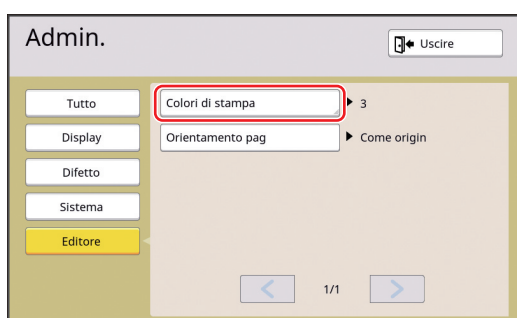 Admin.
Uscire
Tutto
Colori di stampa
3
Display
Orientamento pag
Come origin
Difetto
Sistema
Editore
1/1